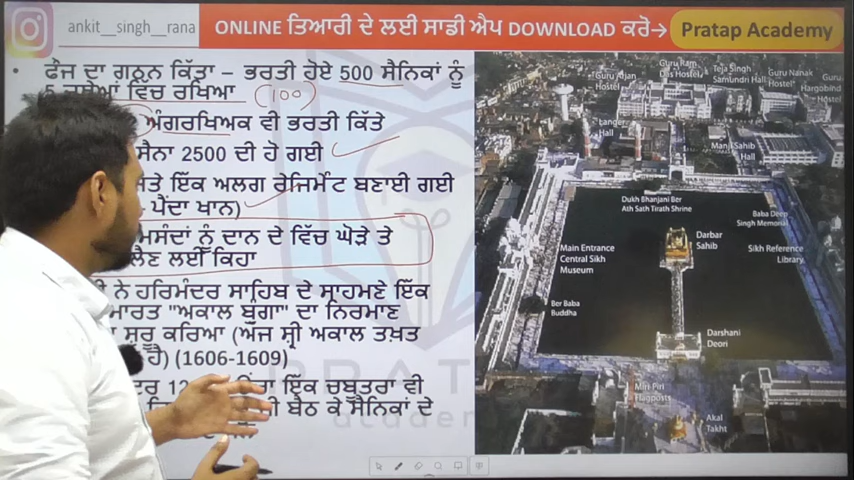 ankit__singh_rana
ONLINE ਤਿਆਰੀ ਦੇ ਲਈ ਸਾਡੀ ਐਪ DOWNLOAD ਕਰੋ→
Pratap Academy
• ਫੌਜ ਦਾ ਗਠਨ ਕਿੱਤਾ – ਭਰਤੀ ਹੋਏ 500 ਸੈਨਿਕਾਂ ਨੂੰ
5 ਵਿੱਚ ਰਖਿਆ (100)
ਅੰਗਰਖਿਅਕ ਵੀ ਭਰਤੀ ਕਿੱਤੇ
ਸੈਨਾ 2500 ਦੀ ਹੋ ਗਈ
ਇੱਕ ਅਲਗ ਰੇਜਿਮੈਂਟ ਬਣਾਈ ਗਈ
ਪੈਂਦਾ ਖਾਨ)
ਮਸੰਦਾਂ ਨੂੰ ਦਾਨ ਦੇ ਵਿੱਚ ਘੋੜੇ ਤੇ
ਲੈਣ ਲਈ ਕਿਹਾ
ਨੇ ਹਰਿਮੰਦਰ ਸਾਹਿਬ ਦੇ ਸਾਹਮਣੇ ਇੱਕ
"ਅਕਾਲ ਬੁੰਗਾ" ਦਾ ਨਿਰਮਾਣ
ਸ਼ੁਰੂ ਕਰਿਆ (ਅੱਜ ਸ਼੍ਰੀ ਅਕਾਲ ਤਖ਼ਤ
ਹੈ) (1606-1609)
ਇੱਕ ਚਬੂਤਰਾ ਵੀ
ਬੈਠ ਕੇ ਸੈਨਿਕਾਂ ਦੇ
Guru Arjan Hostel
Guru Ram Das Hostel
Teja Singh Samundri Hall
Guru Nanak Hostel
Guru Hargobind Hostel
Langer Hall
Manji Sahib Hall
Dukh Bhanjani Ber
Ath Sath Tirath Shrine
Baba Deep Singh Memorial
Main Entrance
Central Sikh
Museum
Darbar Sahib
Sikh Reference Library
Ber Baba Buddha
Darshani Deori
Miri Piri Flagposts
Akal Takht